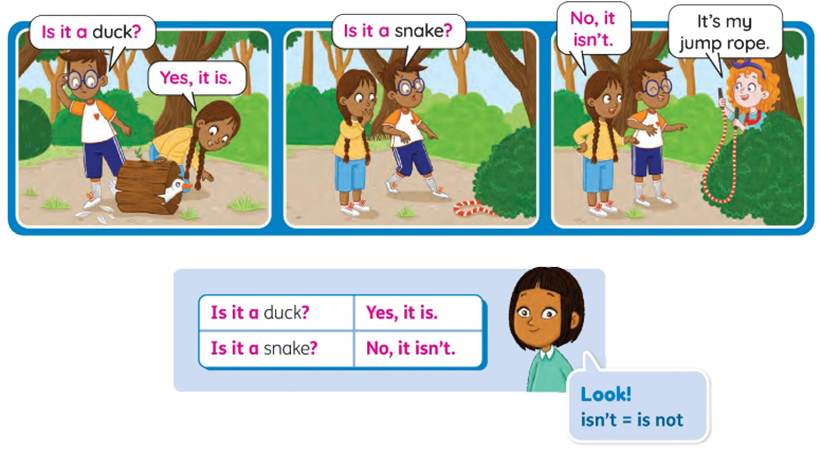 Is it a duck?
Yes, it is.
Is it a snake?
No, it
isn't.
It's my
jump rope.
Is it a duck? Yes, it is.
Is it a snake? No, it isn't.
Look!
isn't = is not